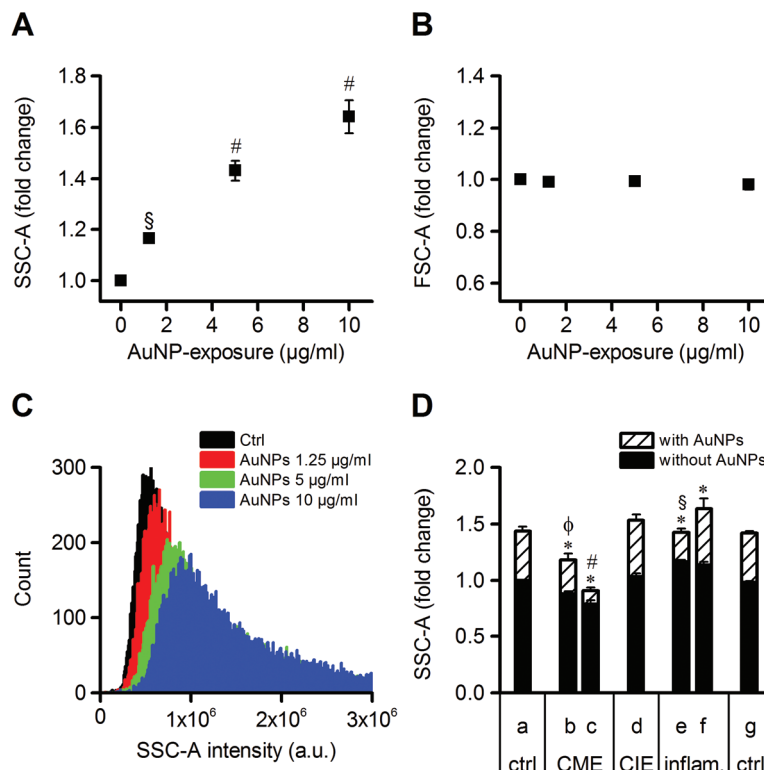 A
SSC-A (fold change)
1.8
1.6
1.4
1.2
1.0
§
#
#
0 2 4 6 8 10
AuNP-exposure (µg/ml)
B
FSC-A (fold change)
1.4
1.2
1.0
0.8
0.6
0 2 4 6 8 10
AuNP-exposure (µg/ml)
C
Ctrl
AuNPs 1.25 µg/ml
AuNPs 5 µg/ml
AuNPs 10 µg/ml
Count
300
200
100
0
0 1x10⁶ 2x10⁶ 3x10⁶
SSC-A intensity (a.u.)
D
with AuNPs
without AuNPs
SSC-A (fold change)
2.0
1.5
1.0
0.5
0.0
ϕ
*
#
*
§
*
*
a b c d e f g
ctrl CME CIE inflam. ctrl